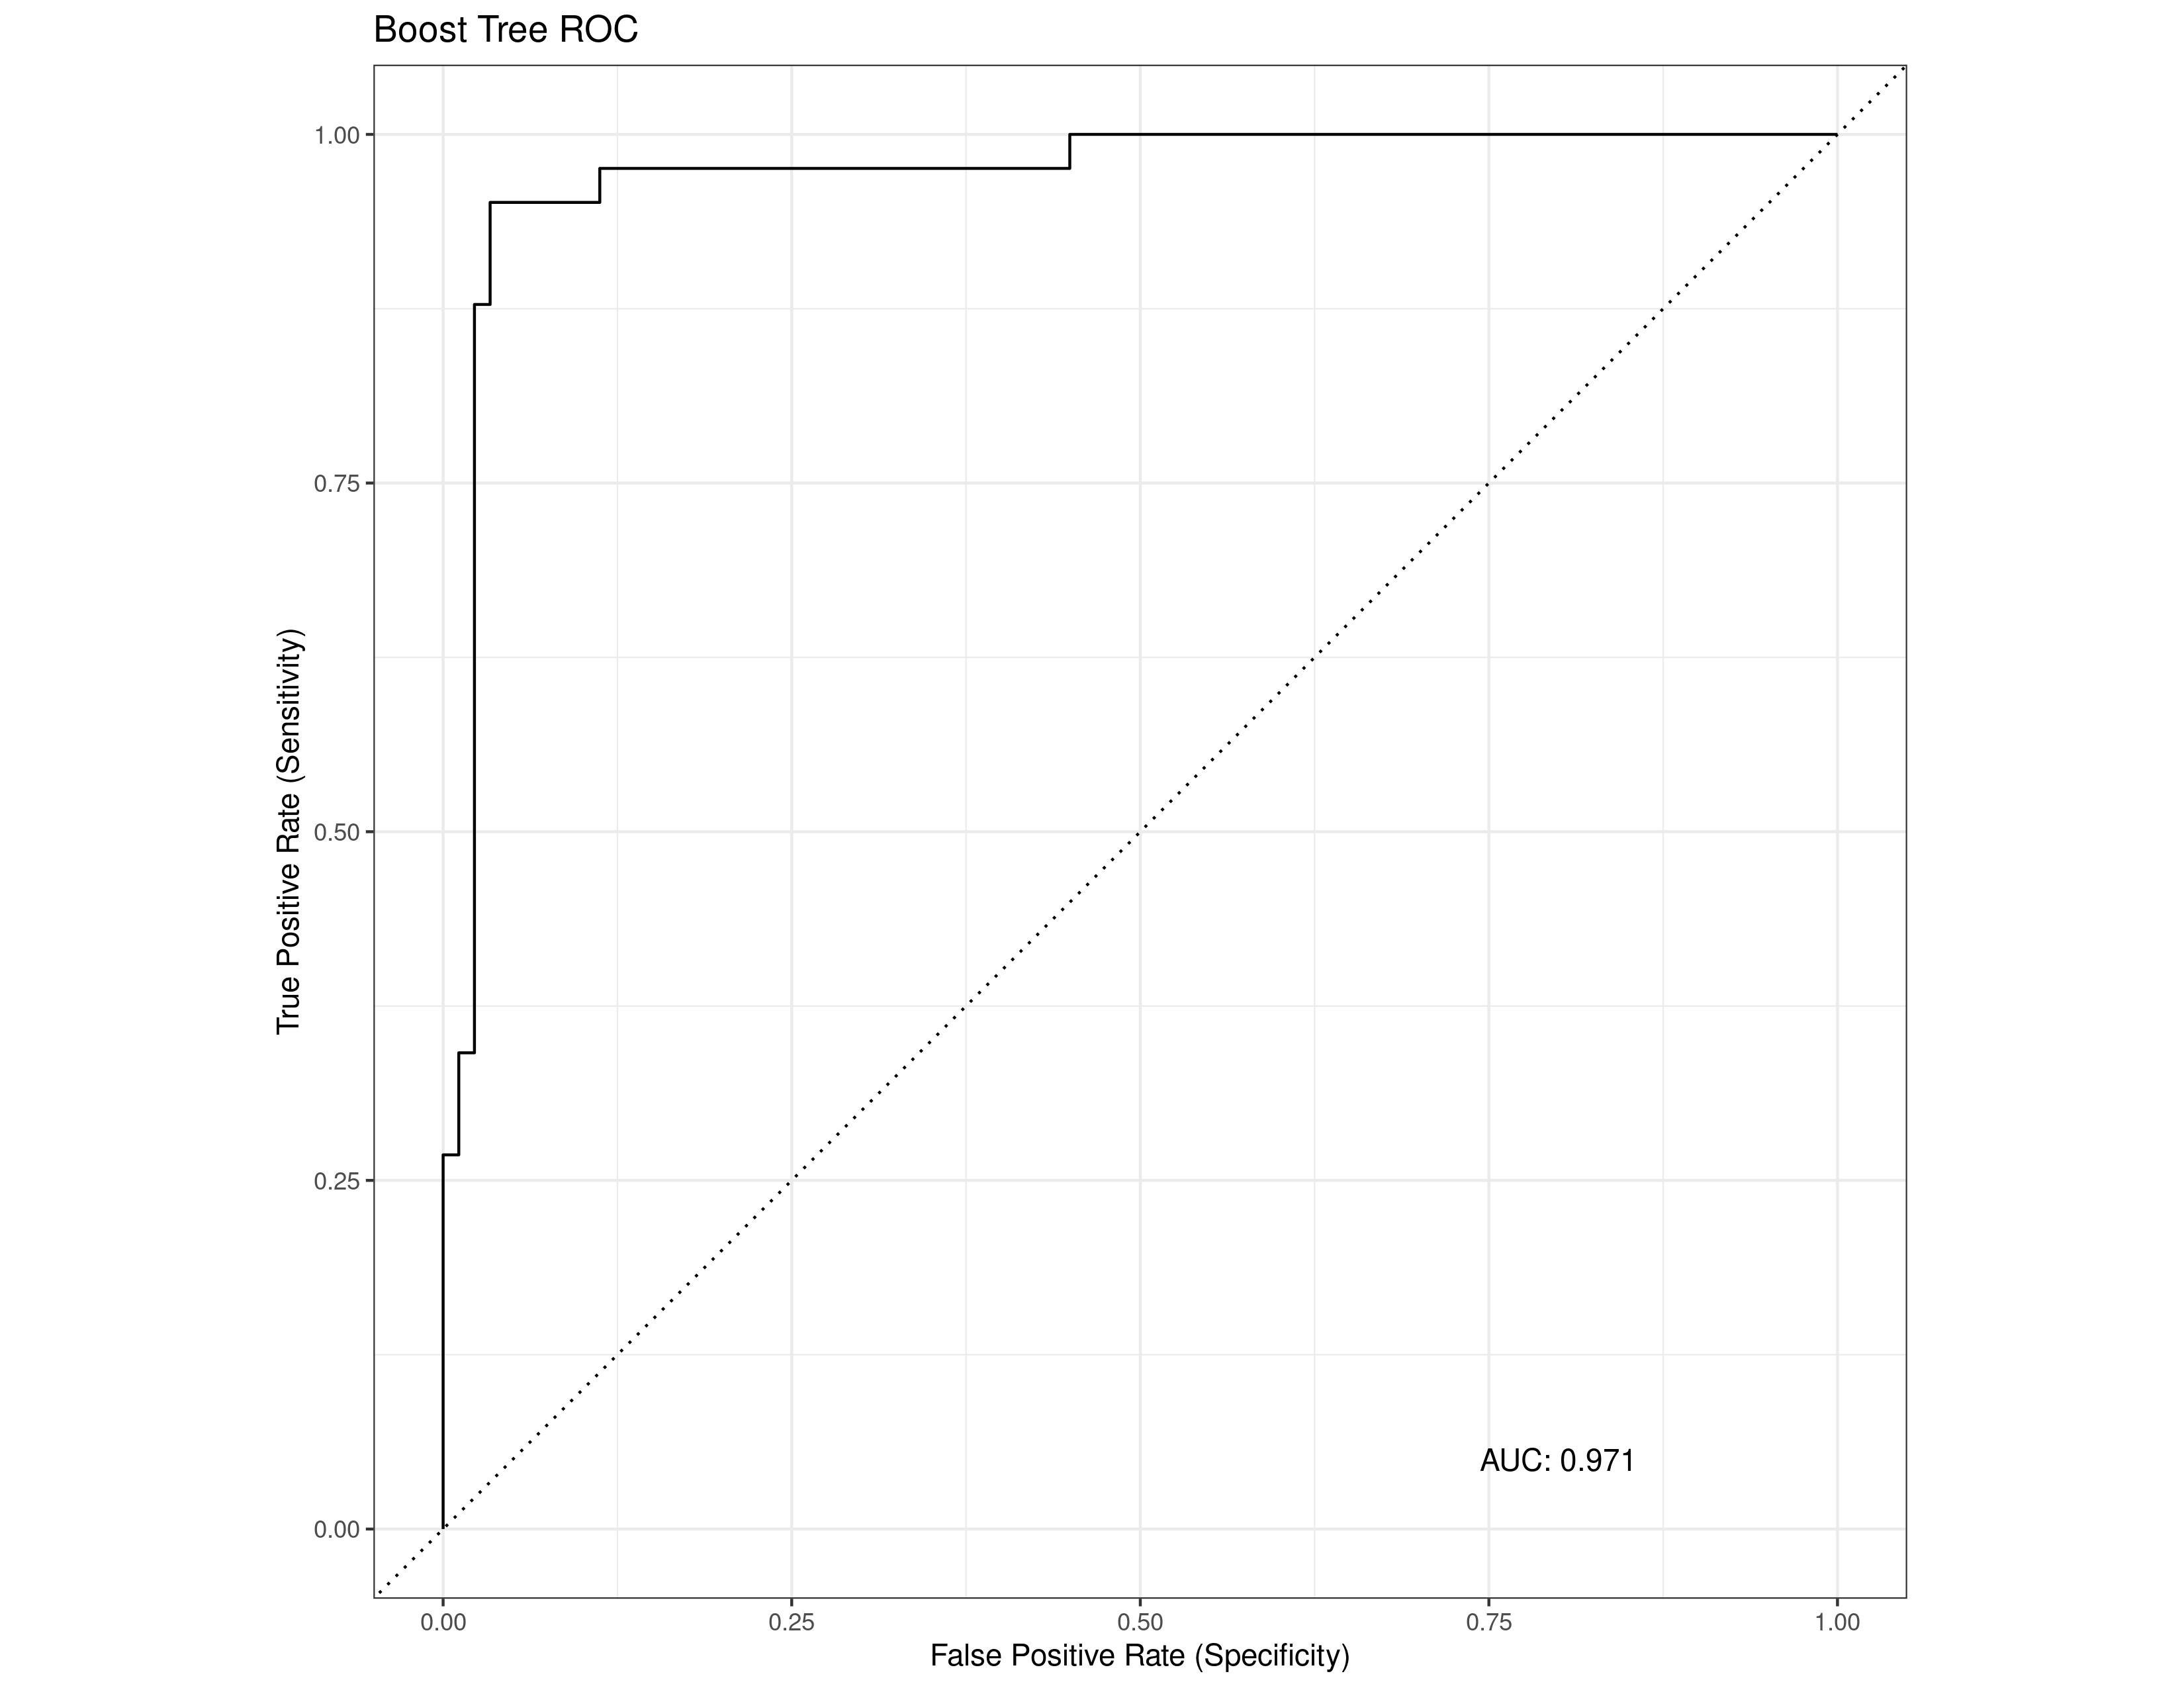 Boost Tree ROC
True Positive Rate (Sensitivity)
1.00
0.75
0.50
0.25
0.00
AUC: 0.971
0.00 0.25 0.50 0.75 1.00
False Positive Rate (Specificity)